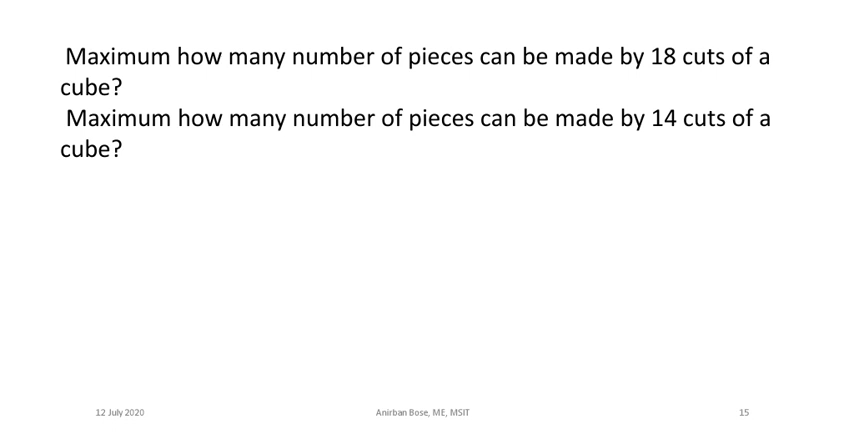 Maximum how many number of pieces can be made by 18 cuts of a
cube?
Maximum how many number of pieces can be made by 14 cuts of a
cube?
12 July 2020
Anirban Bose, ME, MSIT
15